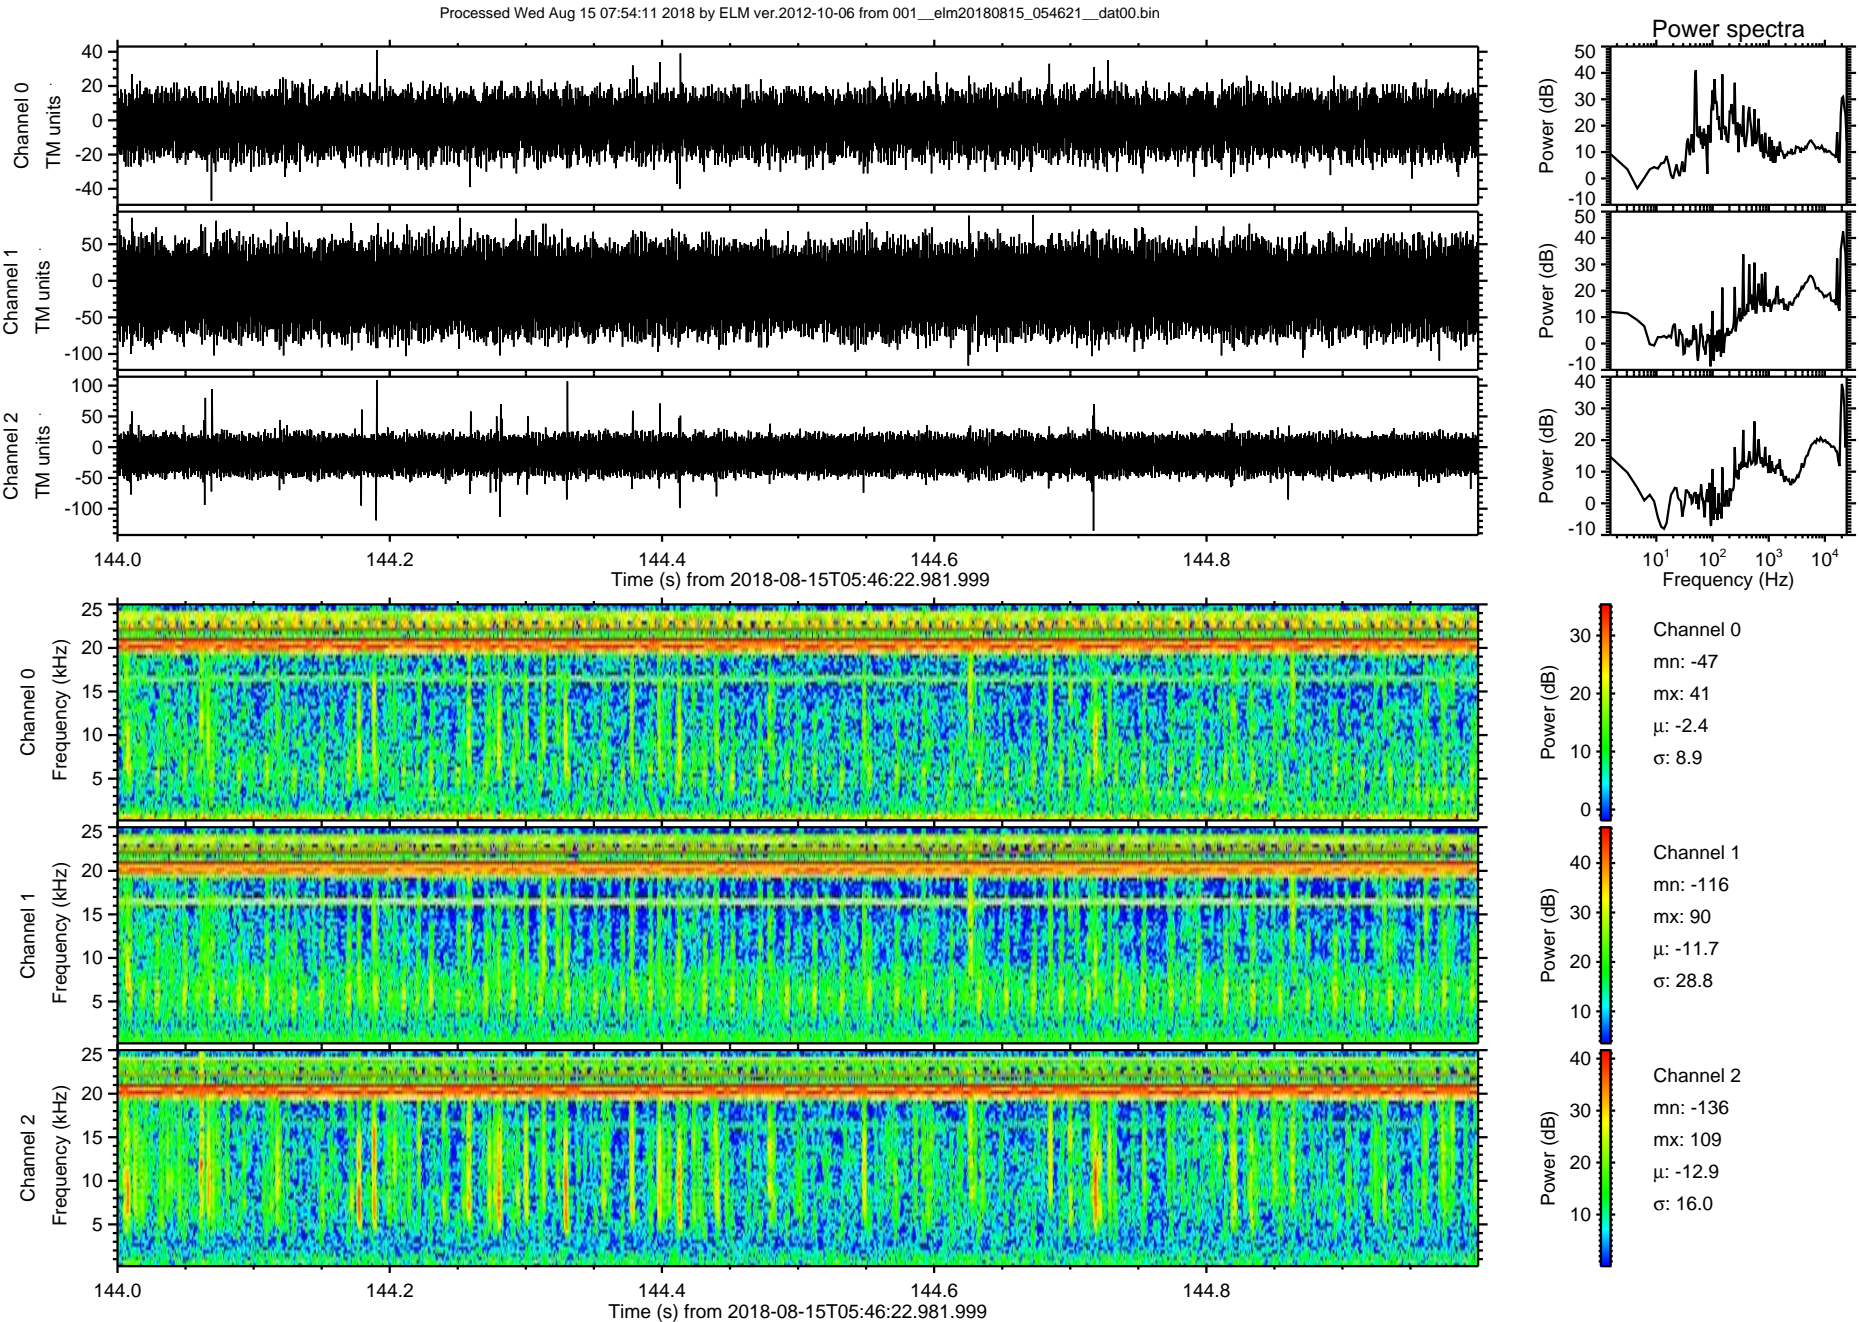 Processed Wed Aug 15 07:54:11 2018 by ELM ver.2012-10-06 from 001__elm20180815_054621__dat00.bin
Power spectra
Channel 0
TM units
40
20
0
-20
-40
Power (dB)
50
40
30
20
10
0
-10
Channel 1
TM units
50
0
-50
-100
Power (dB)
50
40
30
20
10
0
-10
Channel 2
TM units
100
50
0
-50
-100
Power (dB)
40
30
20
10
0
-10
144.0 144.2 144.4 144.6 144.8
Time (s) from 2018-08-15T05:46:22.981.999
10¹ 10² 10³ 10⁴
Frequency (Hz)
Channel 0
Frequency (kHz)
25
20
15
10
5
Power (dB)
30
20
10
0
Channel 0
mn: -47
mx: 41
µ: -2.4
σ: 8.9
Channel 1
Frequency (kHz)
25
20
15
10
5
Power (dB)
40
30
20
10
Channel 1
mn: -116
mx: 90
µ: -11.7
σ: 28.8
Channel 2
Frequency (kHz)
25
20
15
10
5
Power (dB)
40
30
20
10
Channel 2
mn: -136
mx: 109
µ: -12.9
σ: 16.0
144.0 144.2 144.4 144.6 144.8
Time (s) from 2018-08-15T05:46:22.981.999